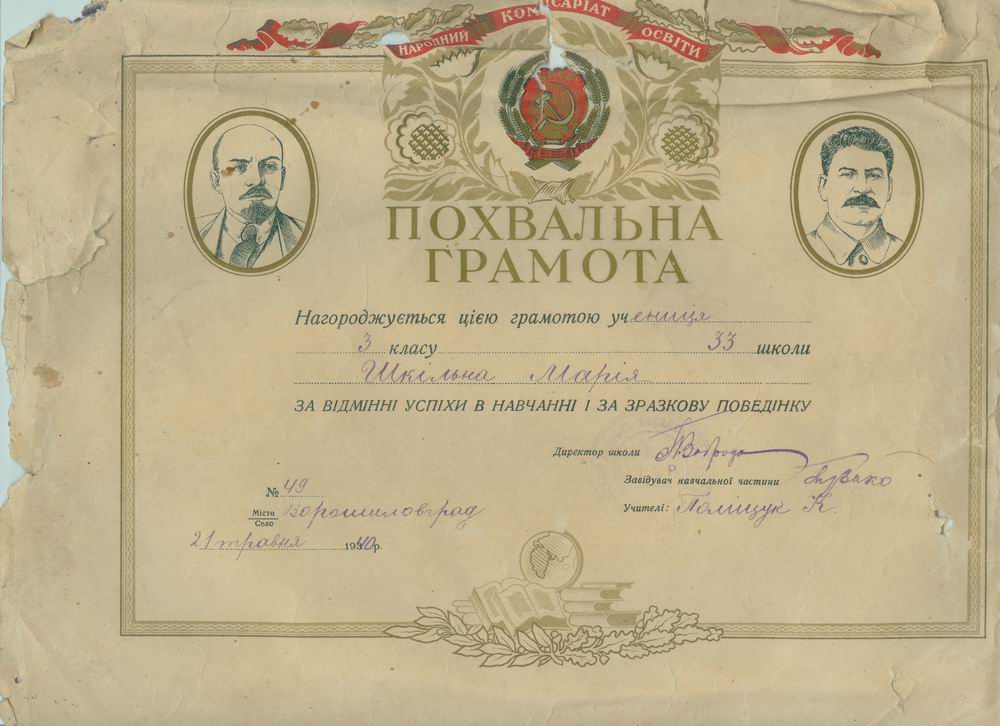 НАРОДНИЙ КОМІСАРІАТ ОСВІТИ
ПОХВАЛЬНА
ГРАМОТА
Нагороджується цією грамотою учениця
3 класу 33 школи
Шкільна Марія
ЗА ВІДМІННІ УСПІХИ В НАВЧАННІ І ЗА ЗРАЗКОВУ ПОВЕДІНКУ
Директор школи
Завідувач навчальної частини
Учителі: Поліщук К.
№ 49
Місто
Село
Ворошиловград
21 травня 1940р.